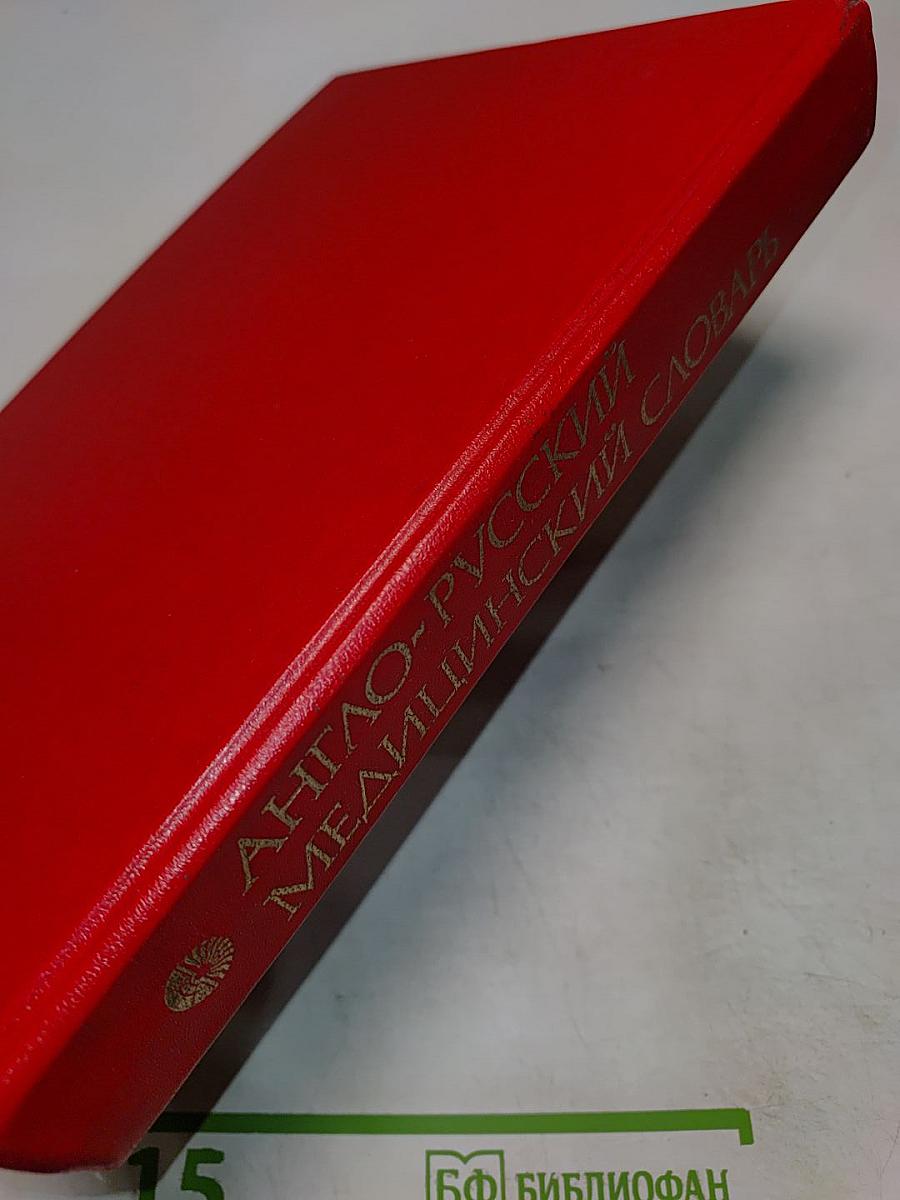 АНГЛО-РУССКИЙ
МЕДИЦИНСКИЙ СЛОВАРЬ
15
БФ БИБЛИОФАН